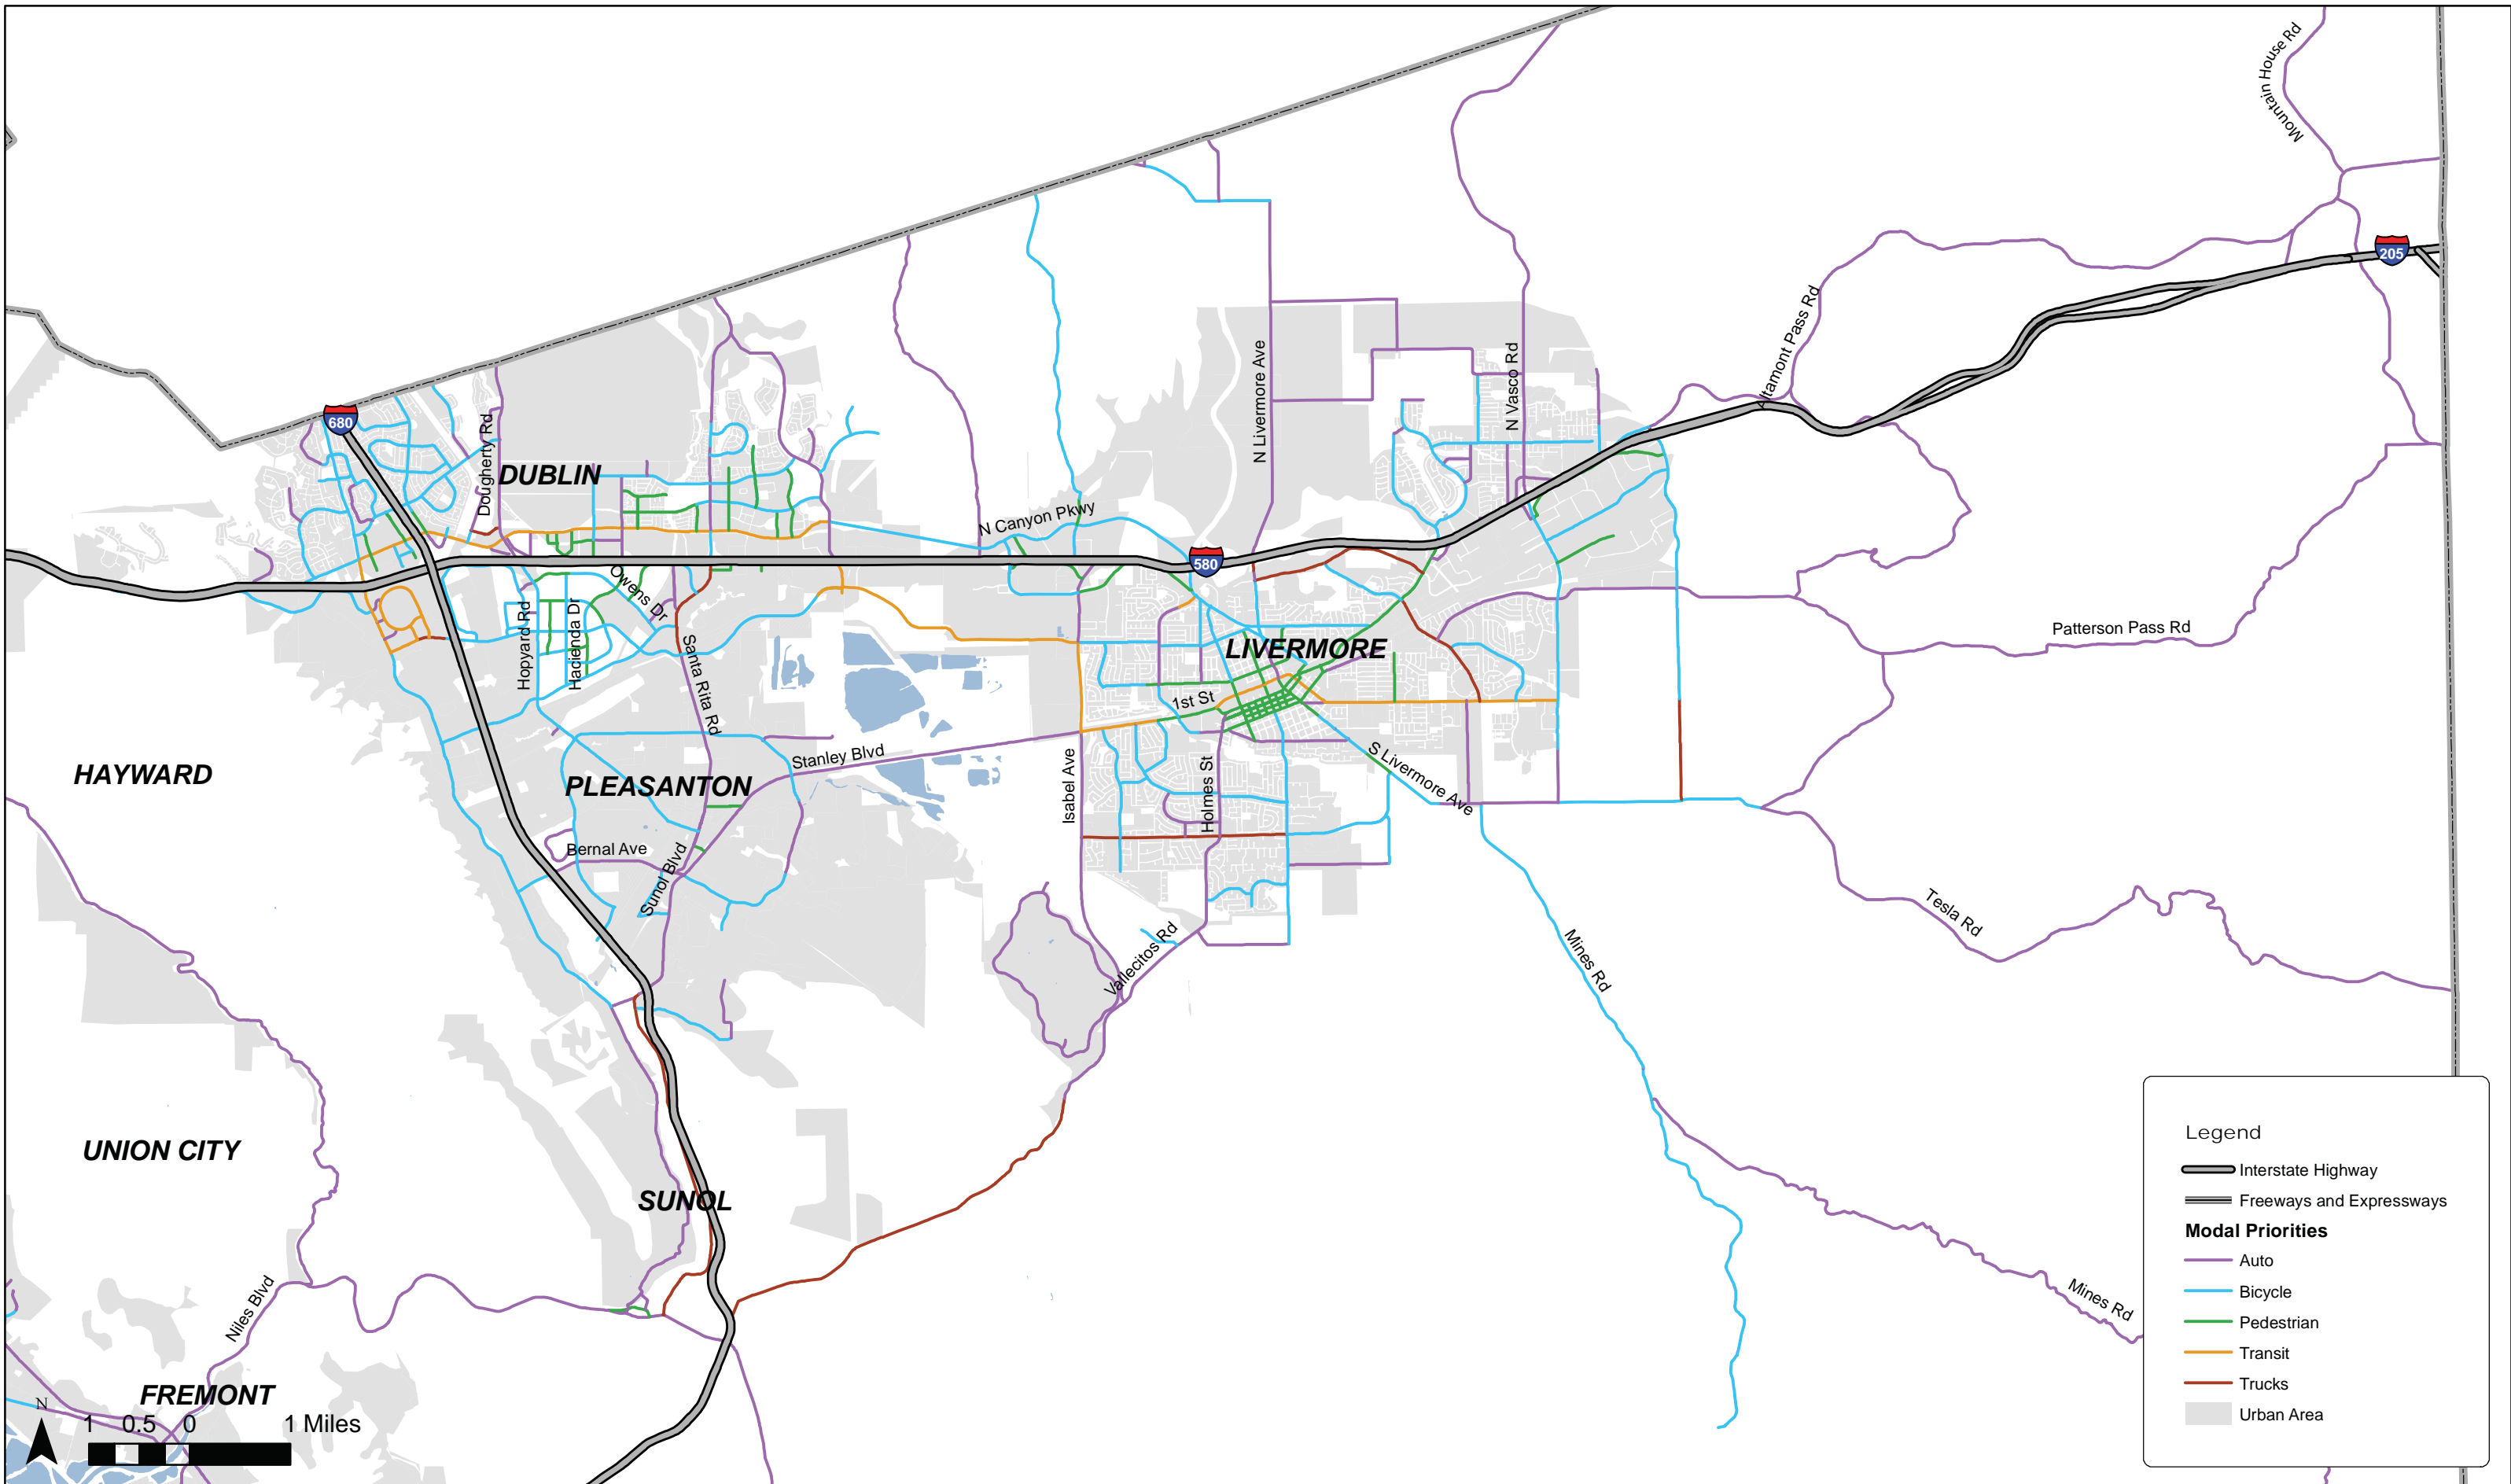 Mountain House Rd
205
Altamont Pass Rd
N Vasco Rd
N Livermore Ave
680
Dougherty Rd
DUBLIN
N Canyon Pkwy
580
Owens Dr
Hopyard Rd
Hacienda Dr
Santa Rita Rd
LIVERMORE
Patterson Pass Rd
1st St
HAYWARD
PLEASANTON
Stanley Blvd
Isabel Ave
Holmes St
S Livermore Ave
Bernal Ave
Sunol Blvd
Vallecitos Rd
Tesla Rd
Mines Rd
UNION CITY
SUNOL
Niles Blvd
Mines Rd
FREMONT
N
1 0.5 0 1 Miles
Legend
Interstate Highway
Freeways and Expressways
Modal Priorities
Auto
Bicycle
Pedestrian
Transit
Trucks
Urban Area